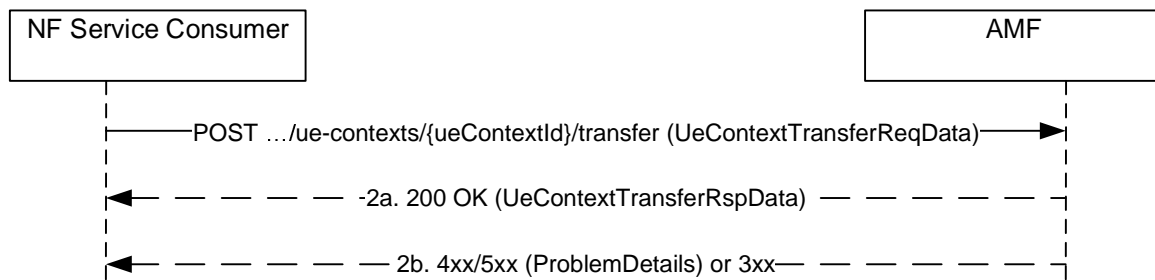 NF Service Consumer
AMF
POST …/ue-contexts/{ueContextId}/transfer (UeContextTransferReqData)
-2a. 200 OK (UeContextTransferRspData)
2b. 4xx/5xx (ProblemDetails) or 3xx